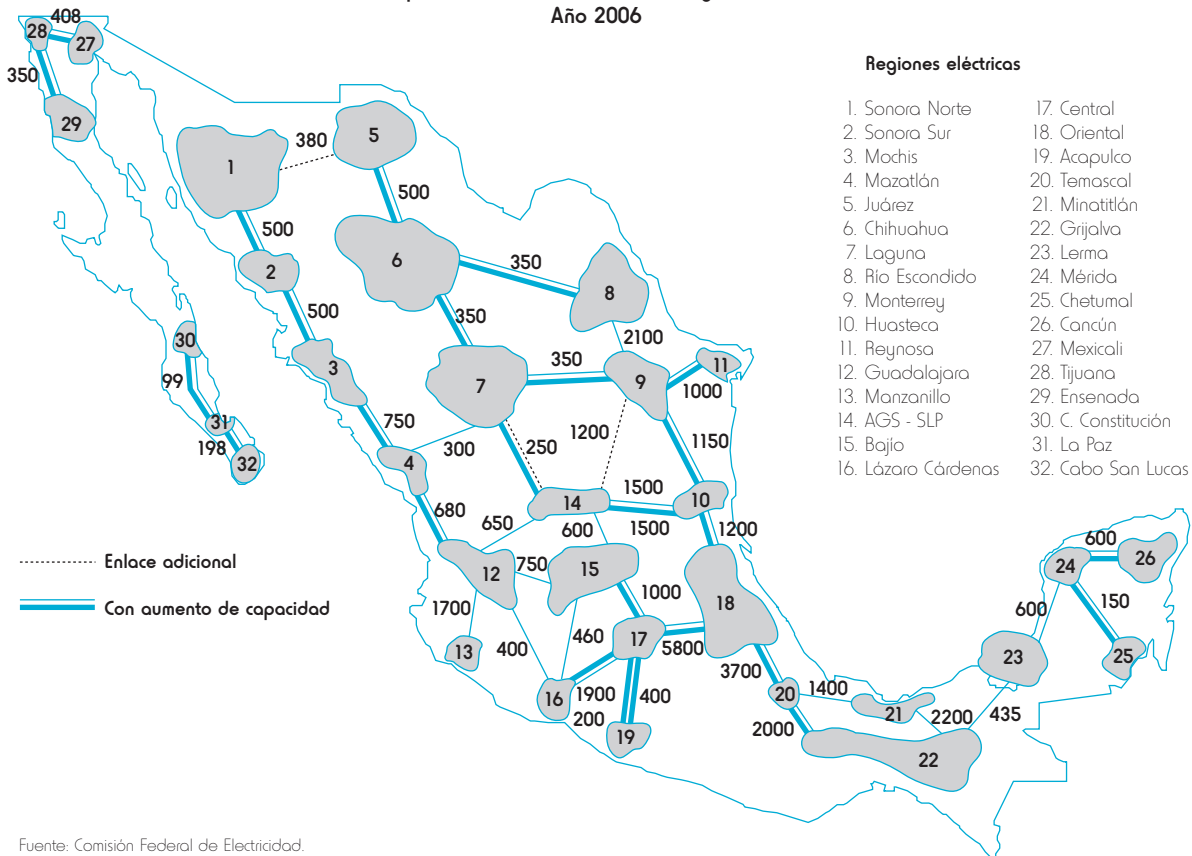 Año 2006
Regiones eléctricas
1. Sonora Norte
2. Sonora Sur
3. Mochis
4. Mazatlán
5. Juárez
6. Chihuahua
7. Laguna
8. Río Escondido
9. Monterrey
10. Huasteca
11. Reynosa
12. Guadalajara
13. Manzanillo
14. AGS - SLP
15. Bajío
16. Lázaro Cárdenas
17. Central
18. Oriental
19. Acapulco
20. Temascal
21. Minatitlán
22. Grijalva
23. Lerma
24. Mérida
25. Chetumal
26. Cancún
27. Mexicali
28. Tijuana
29. Ensenada
30. C. Constitución
31. La Paz
32. Cabo San Lucas
408
28
27
350
29
380
5
1
500
500
2
6
350
8
500
350
2100
30
3
350
11
7
9
1000
99
31
750
1200
1150
198
32
300
250
4
14
1500
10
680
650
600
1500
1200
600
26
24
12
750
15
150
1000
18
1700
600
460
17
13
400
5800
23
25
3700
16
1900
400
20
1400
200
21
2200
435
19
2000
22
Enlace adicional
Con aumento de capacidad
Fuente: Comisión Federal de Electricidad.